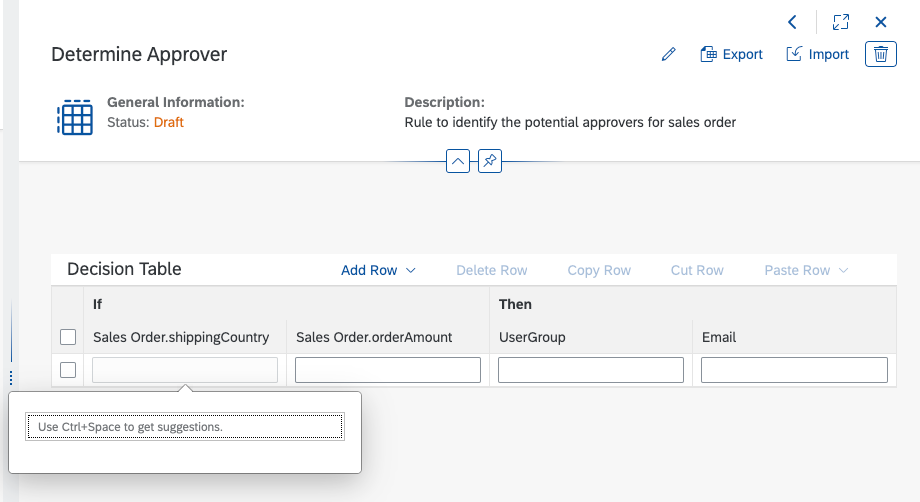 Determine Approver
Export
Import
General Information:
Status: Draft
Description:
Rule to identify the potential approvers for sales order
Decision Table
Add Row
Delete Row
Copy Row
Cut Row
Paste Row
If
Then
Sales Order.shippingCountry
Sales Order.orderAmount
UserGroup
Email
Use Ctrl+Space to get suggestions.